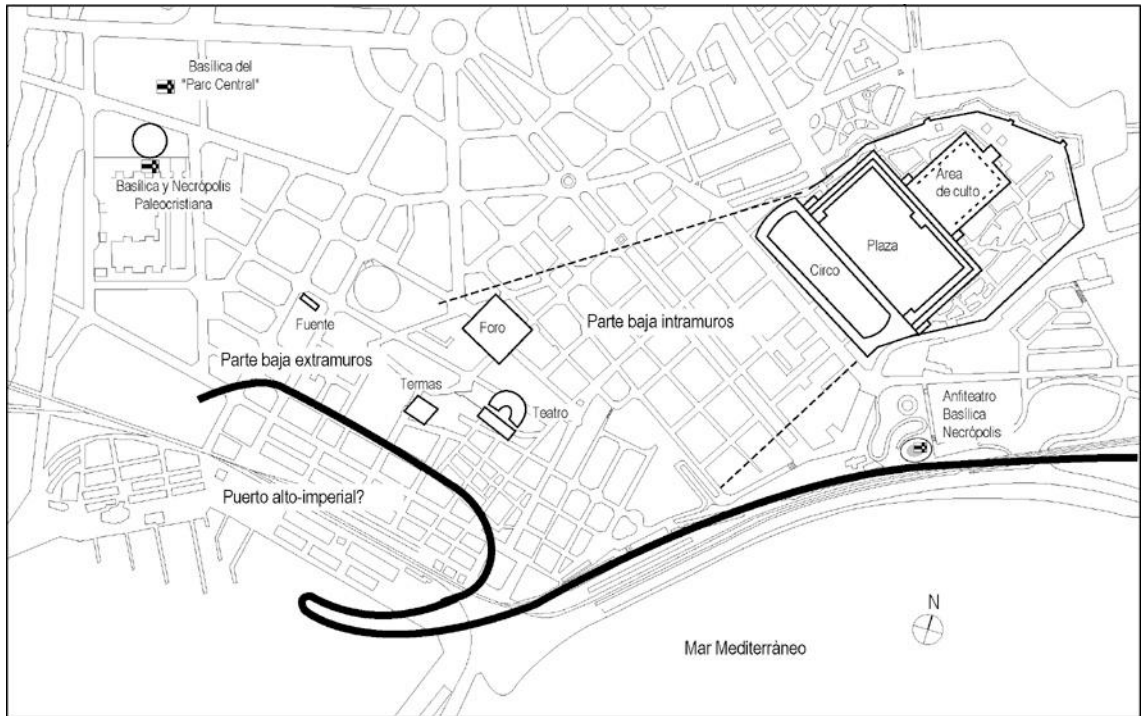 Basílica del
"Parc Central"
Basílica y Necrópolis
Paleocristiana
Área
de culto
Plaza
Circo
Fuente
Foro
Parte baja intramuros
Parte baja extramuros
Termas
Teatro
Anfiteatro
Basílica
Necrópolis
Puerto alto-imperial?
N
Mar Mediterráneo